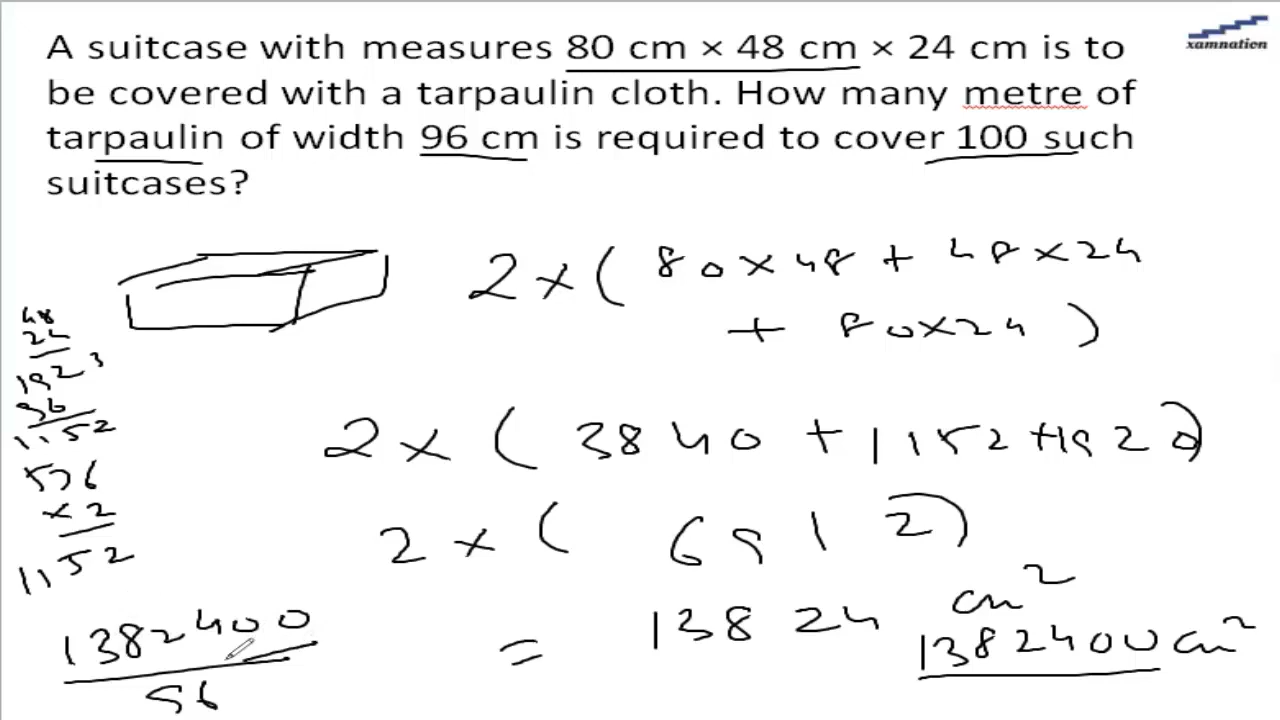 A suitcase with measures 80 cm × 48 cm × 24 cm is to
be covered with a tarpaulin cloth. How many metre of
tarpaulin of width 96 cm is required to cover 100 such
suitcases?
xamnation
2 × ( 80 × 48 + 48 × 24
+ 80 × 24 )
48
24
192
96
1152
576
× 2
1152
2 × ( 3840 + 1152 + 1920 )
2 × ( 6912 )
= 13824 cm²
1382400 cm²
1382400
96